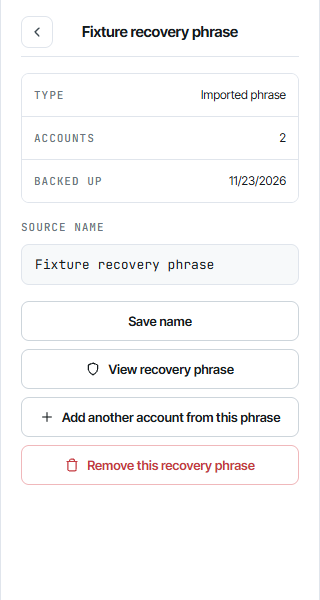 Fixture recovery phrase
TYPE Imported phrase
ACCOUNTS 2
BACKED UP 11/23/2026
SOURCE NAME
Fixture recovery phrase
Save name
View recovery phrase
Add another account from this phrase
Remove this recovery phrase